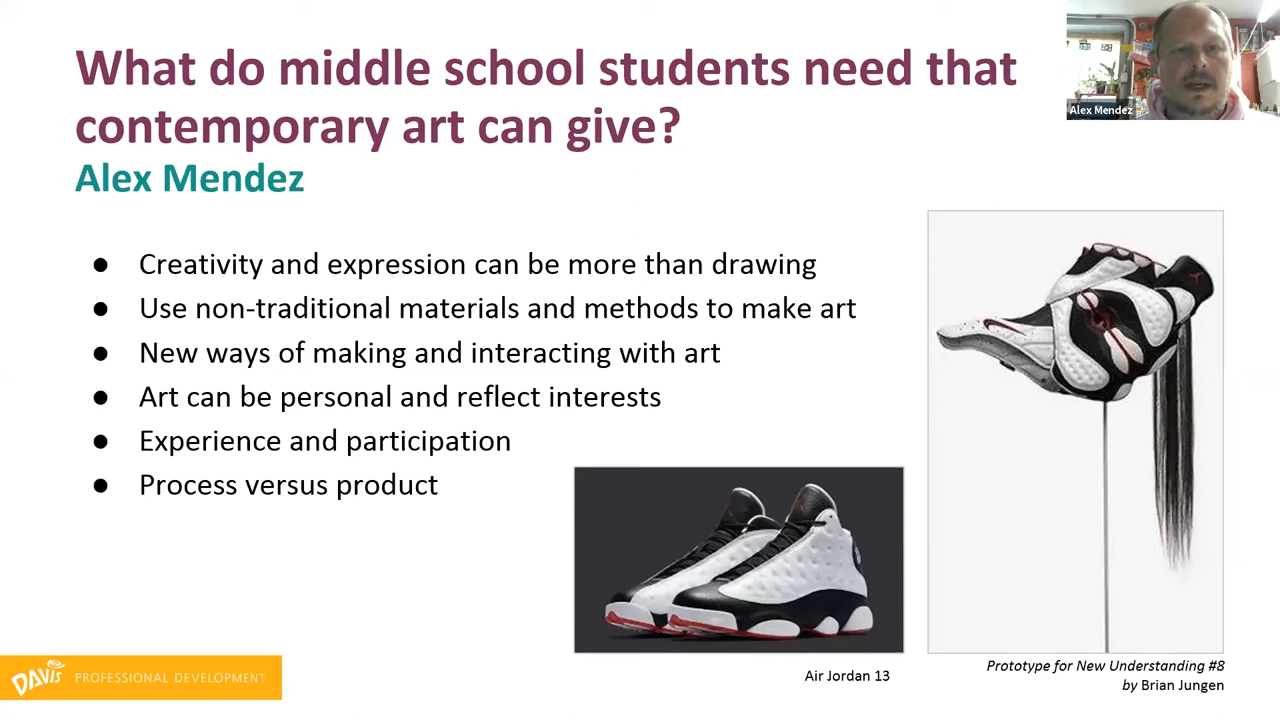 What do middle school students need that
contemporary art can give?
Alex Mendez
Alex Mendez
● Creativity and expression can be more than drawing
● Use non-traditional materials and methods to make art
● New ways of making and interacting with art
● Art can be personal and reflect interests
● Experience and participation
● Process versus product
Air Jordan 13
Prototype for New Understanding #8
by Brian Jungen
DAVIS PROFESSIONAL DEVELOPMENT